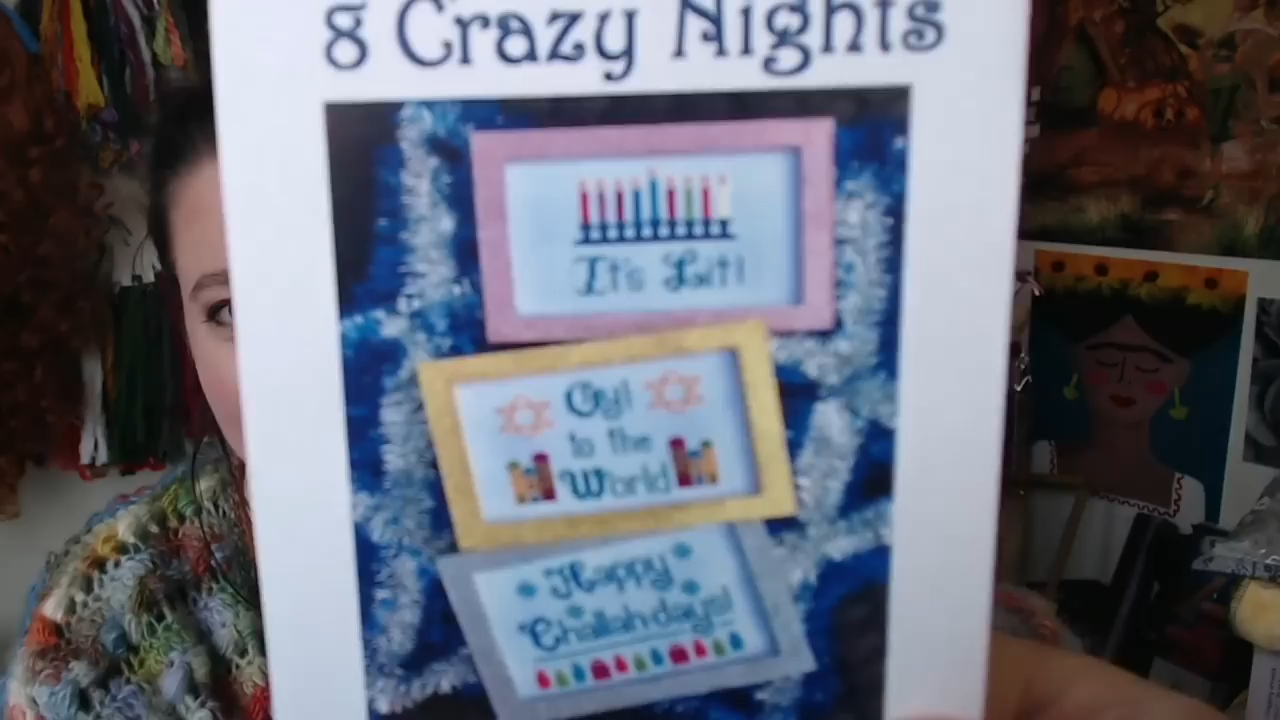 8 Crazy Nights
It's Lit!
Oy!
to the
World
Happy
Challah-days!